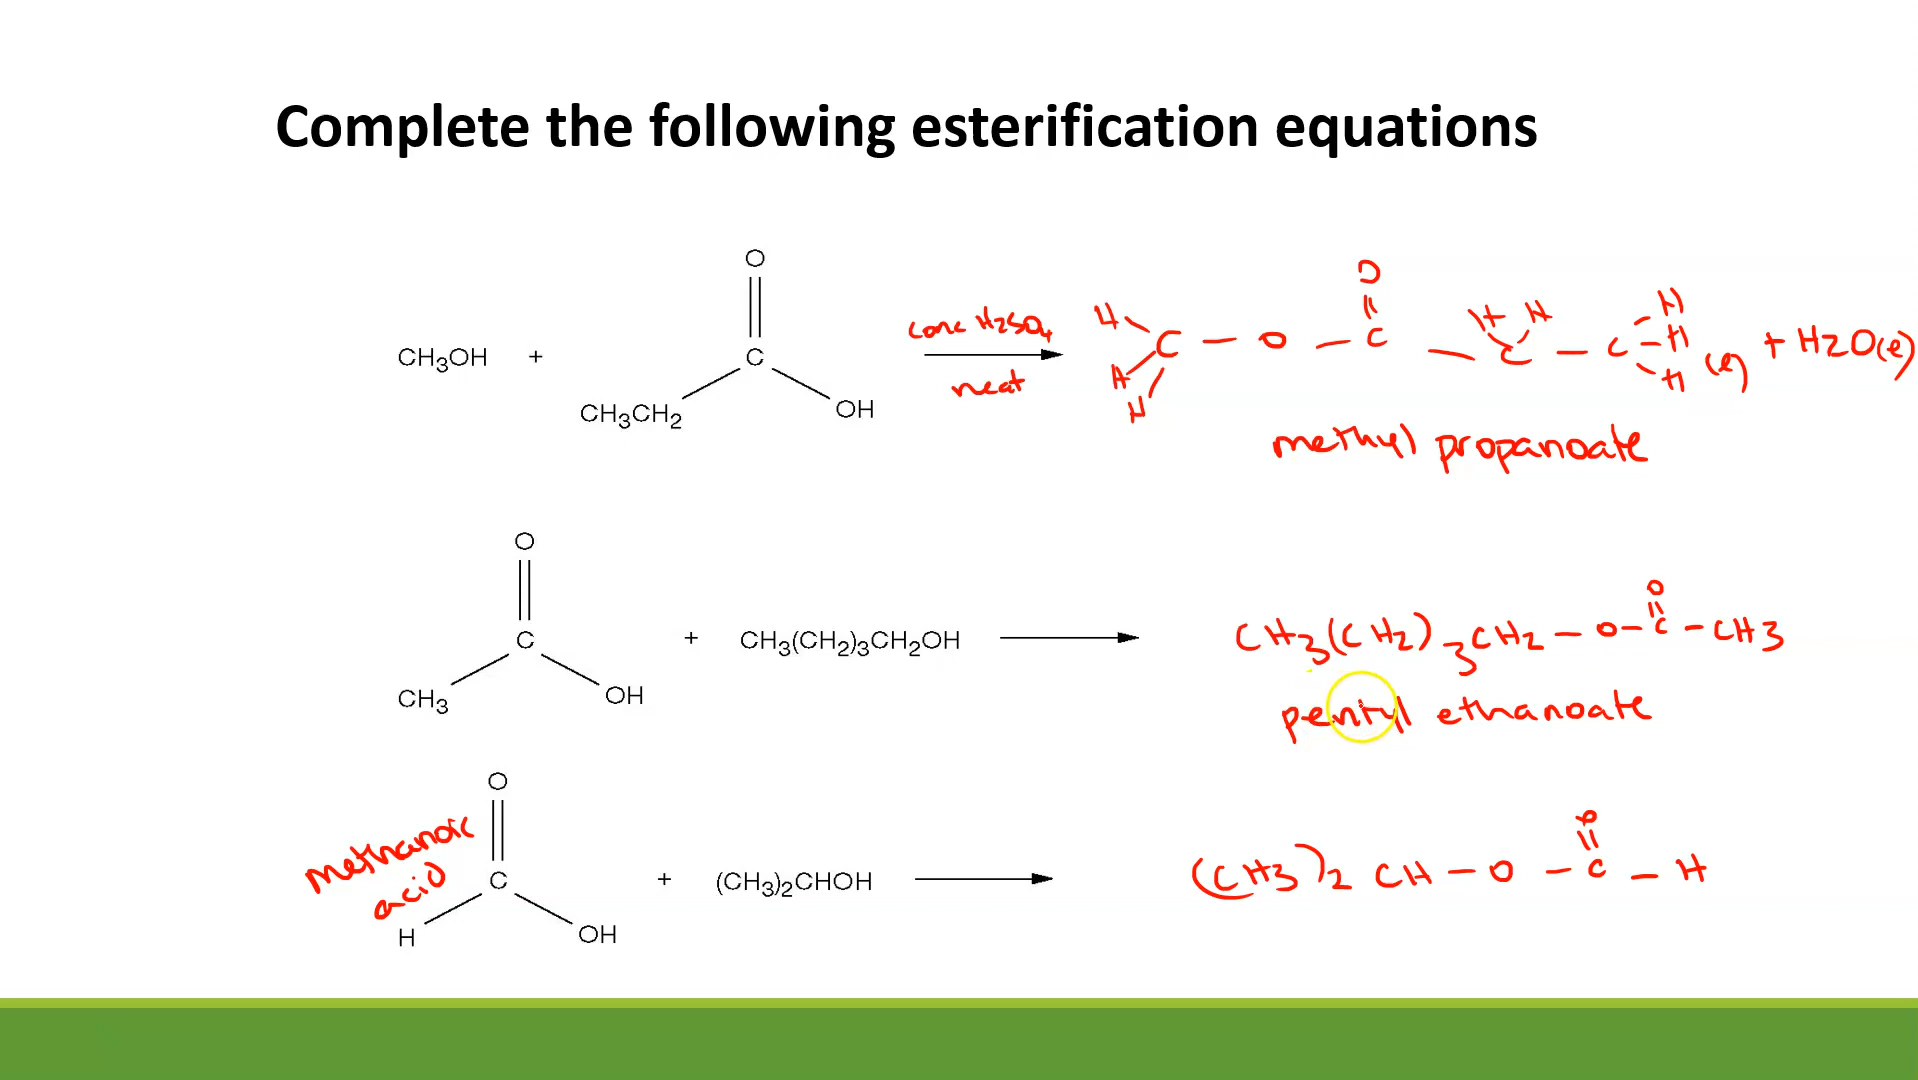 Complete the following esterification equations
O
CH3OH + C
CH3CH2 OH
conc H2SO4
neat
O
H C - O - C - C - C H (e) + H2O(e)
H H H H H H
methyl propanoate
O
C + CH3(CH2)3CH2OH
CH3 OH
O
CH3(CH2)3CH2 - O - C - CH3
pentyl ethanoate
methanoic
acid
O
C + (CH3)2CHOH
H OH
O
(CH3)2 CH - O - C - H